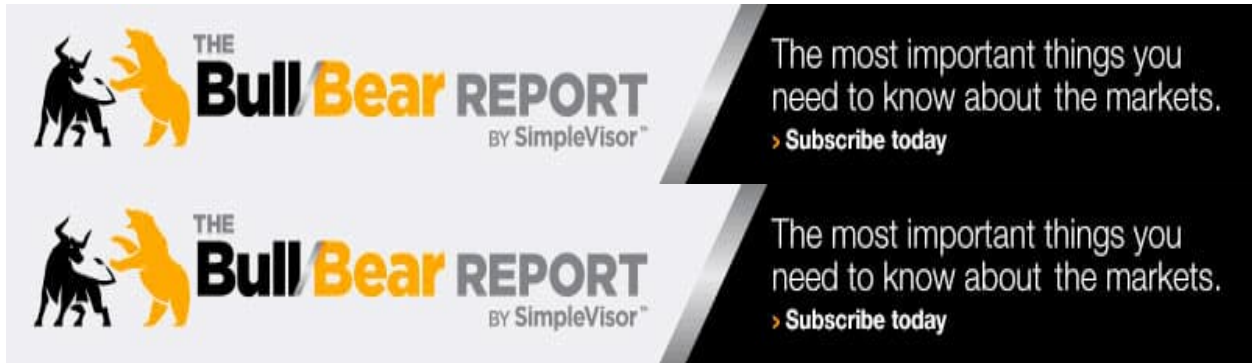 THE
Bull/Bear REPORT
BY SimpleVisor™
The most important things you
need to know about the markets.
› Subscribe today
THE
Bull/Bear REPORT
BY SimpleVisor™
The most important things you
need to know about the markets.
› Subscribe today